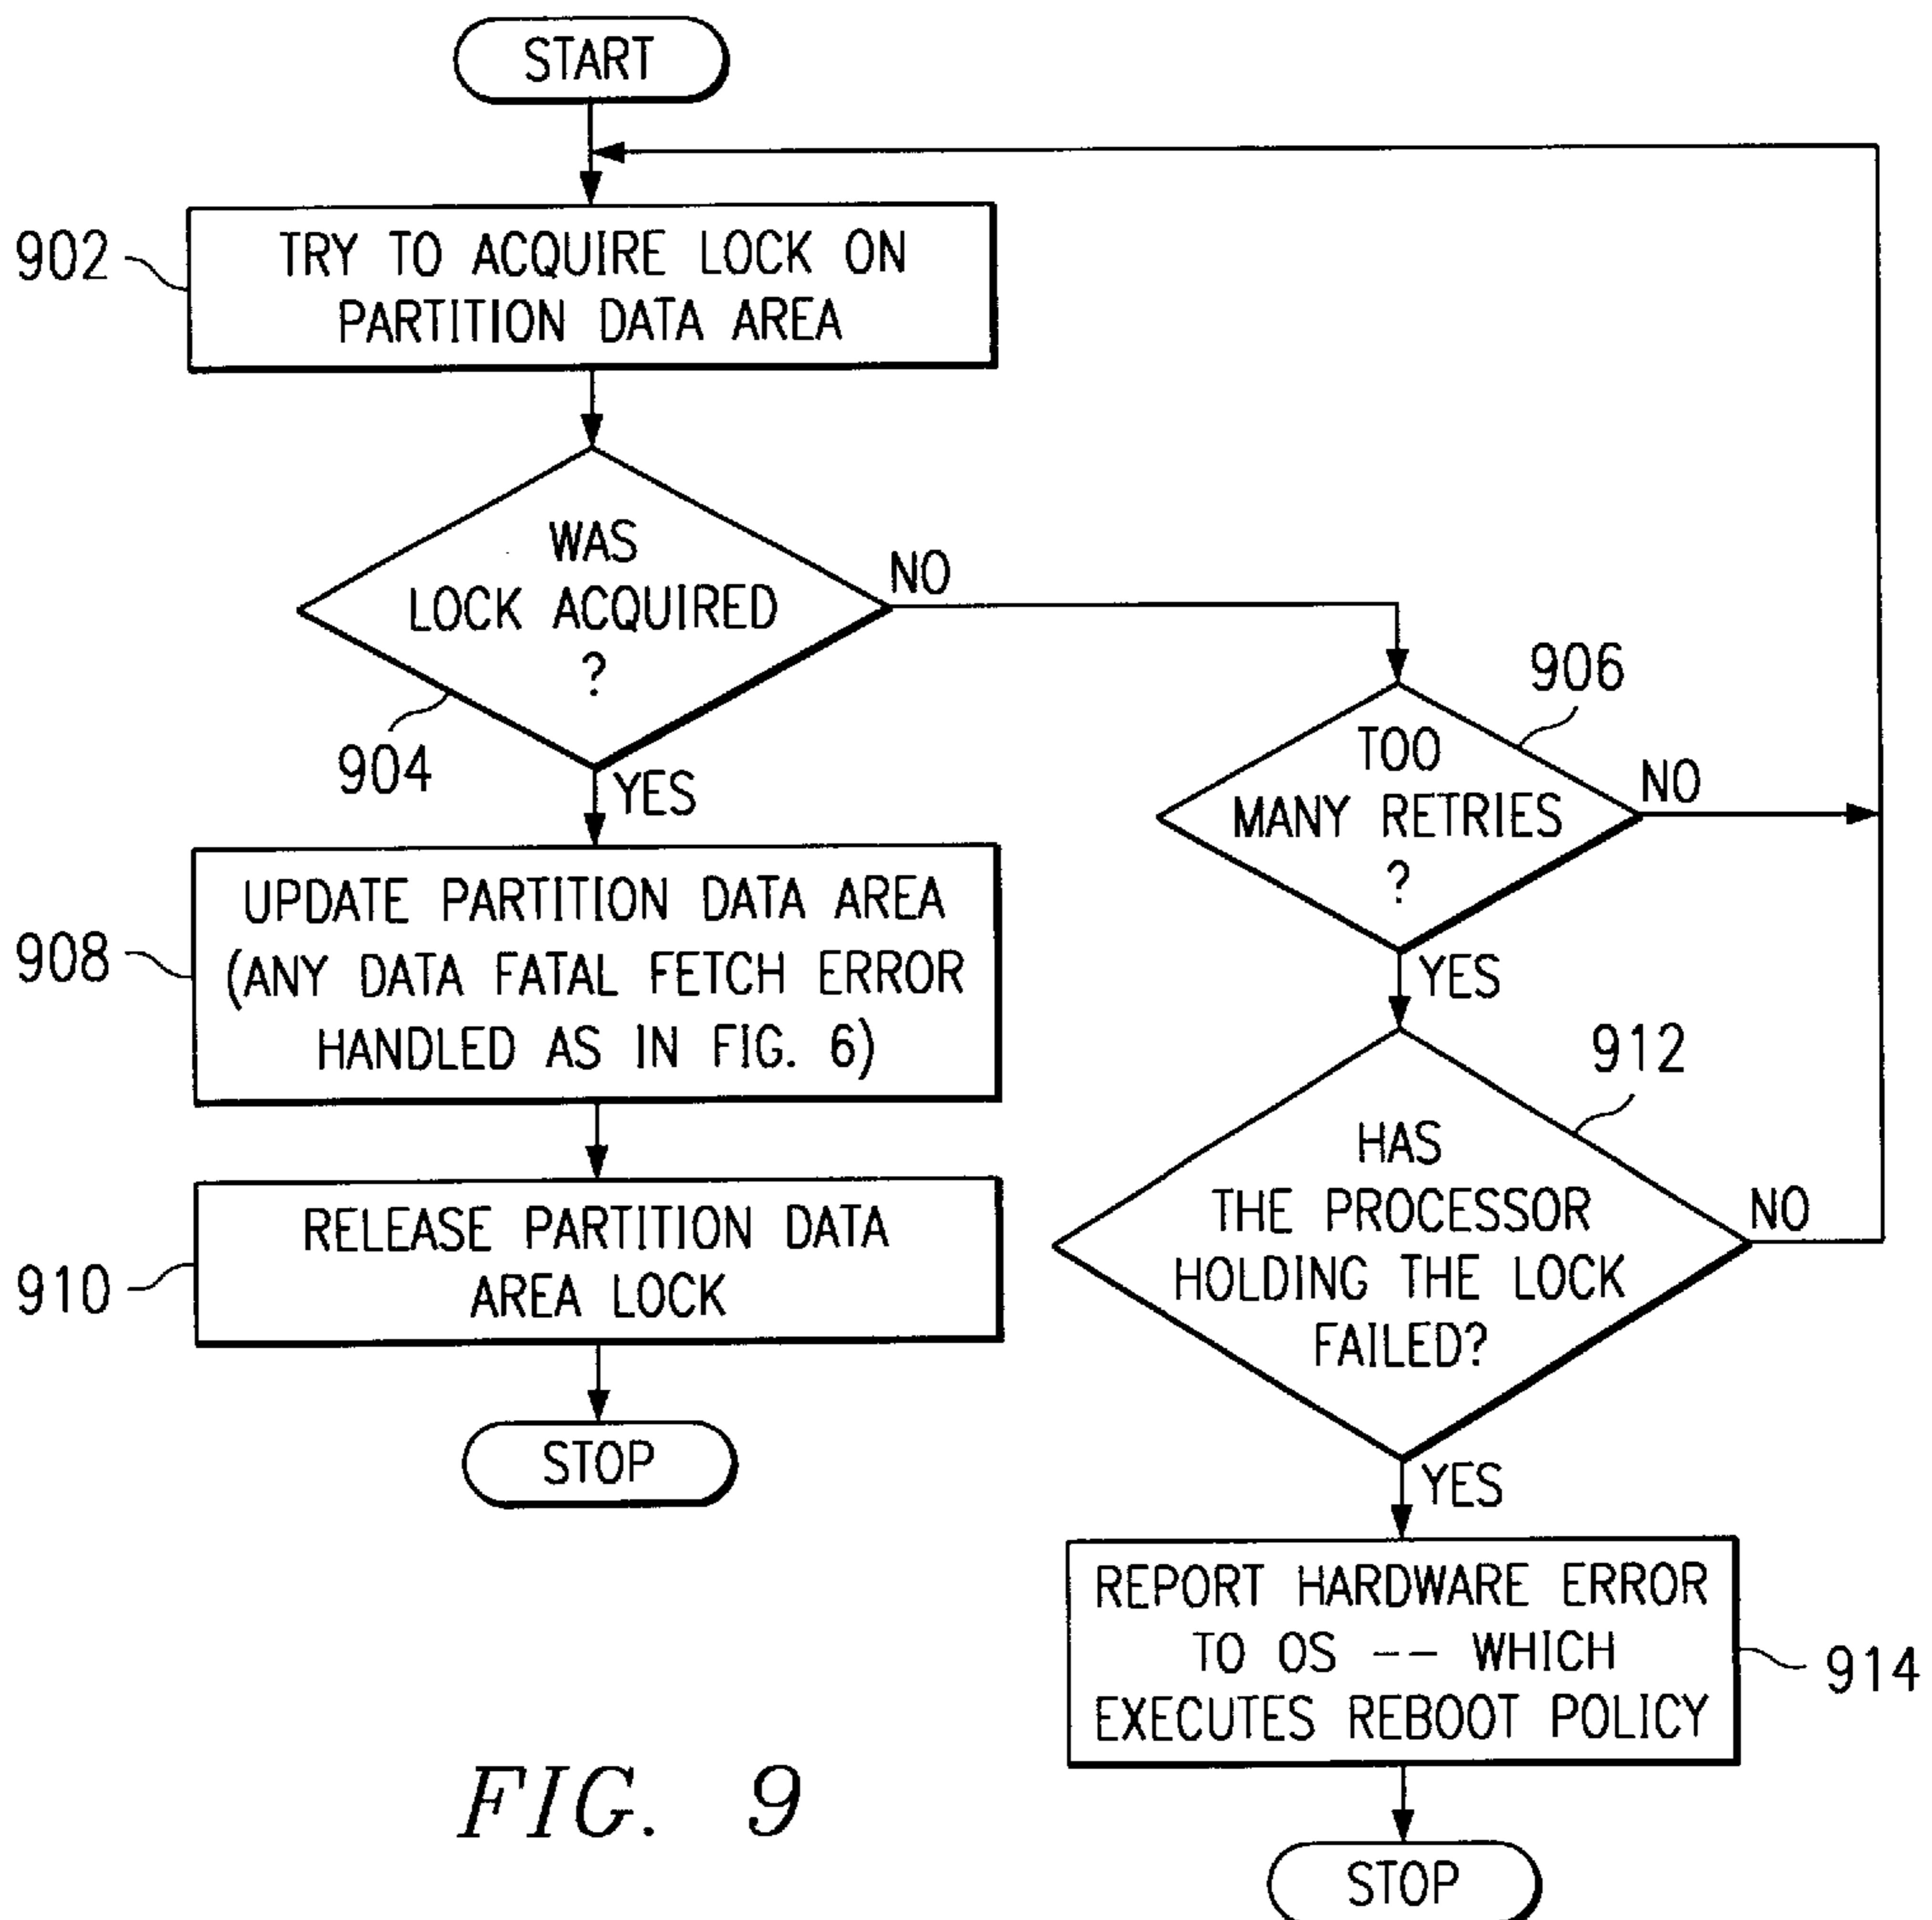 START
902
TRY TO ACQUIRE LOCK ON
PARTITION DATA AREA
WAS
LOCK ACQUIRED
?
NO
904
YES
906
TOO
MANY RETRIES
?
NO
YES
908
UPDATE PARTITION DATA AREA
(ANY DATA FATAL FETCH ERROR
HANDLED AS IN FIG. 6)
912
HAS
THE PROCESSOR
HOLDING THE LOCK
FAILED?
NO
YES
910
RELEASE PARTITION DATA
AREA LOCK
STOP
REPORT HARDWARE ERROR
TO OS -- WHICH
EXECUTES REBOOT POLICY
914
STOP
FIG. 9